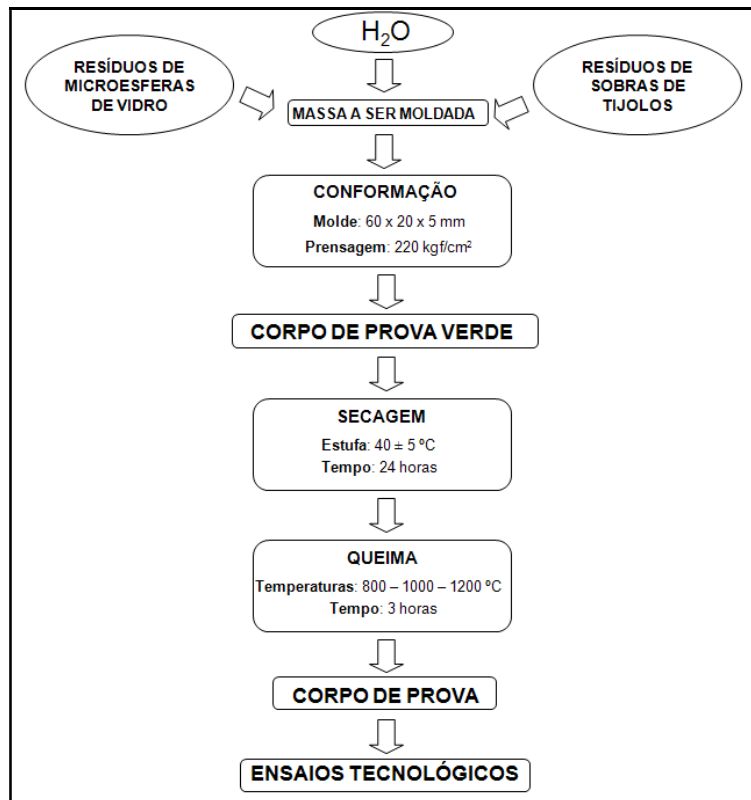 H₂O
RESÍDUOS DE
MICROESFERAS
DE VIDRO
RESÍDUOS DE
SOBRAS DE
TIJOLOS
MASSA A SER MOLDADA
CONFORMAÇÃO
Molde: 60 x 20 x 5 mm
Prensagem: 220 kgf/cm²
CORPO DE PROVA VERDE
SECAGEM
Estufa: 40 ± 5 ºC
Tempo: 24 horas
QUEIMA
Temperaturas: 800 – 1000 – 1200 ºC
Tempo: 3 horas
CORPO DE PROVA
ENSAIOS TECNOLÓGICOS